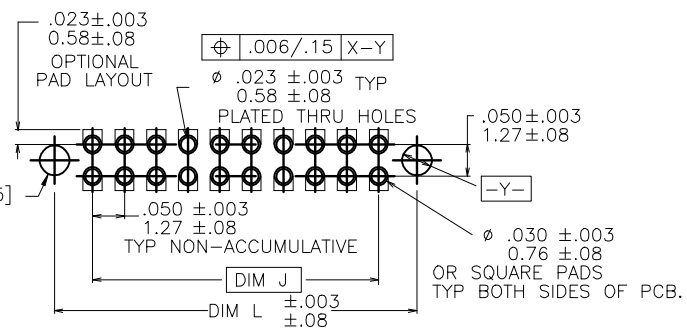 .023±.003
0.58±.08
OPTIONAL
PAD LAYOUT
⌖ .006/.15 X-Y
ø .023 ±.003 TYP
0.58 ±.08
PLATED THRU HOLES
.050±.003
1.27±.08
-Y-
.050 ±.003
1.27 ±.08
TYP NON-ACCUMULATIVE
ø .030 ±.003
0.76 ±.08
OR SQUARE PADS
TYP BOTH SIDES OF PCB.
DIM J
DIM L ±.003
±.08